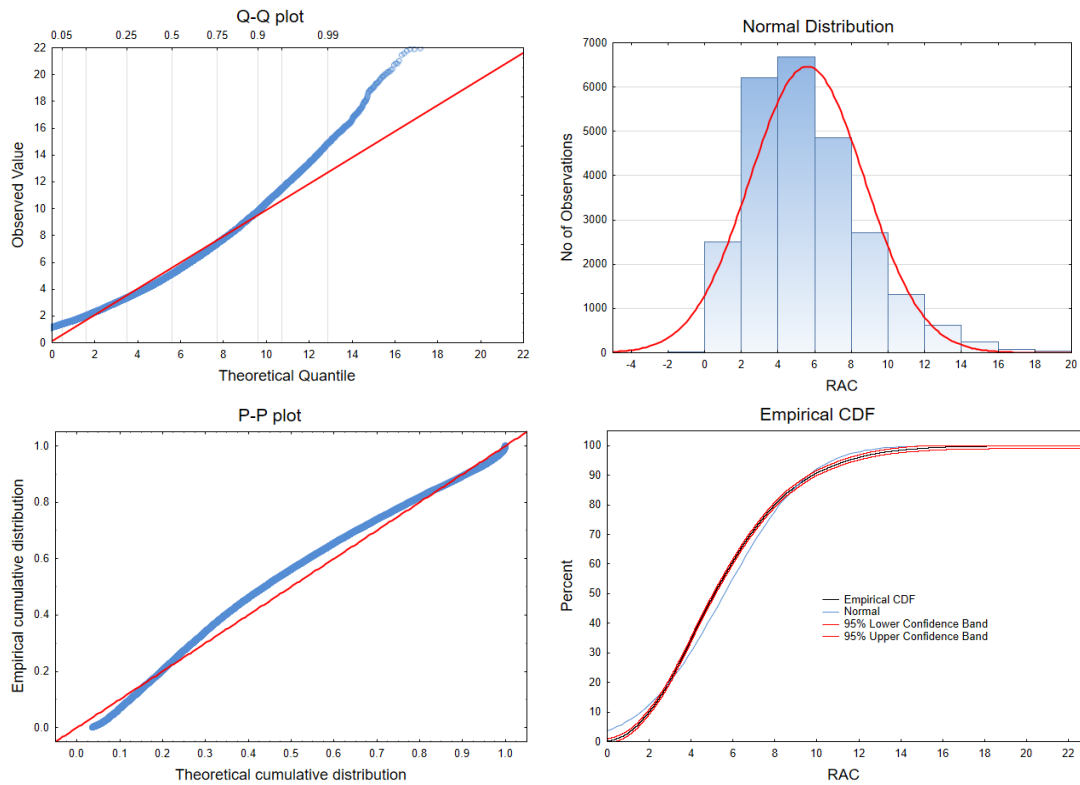 Q-Q plot
0.05 0.25 0.5 0.75 0.9 0.99
22
20
18
16
14
12
10
8
6
4
2
0
Observed Value
0 2 4 6 8 10 12 14 16 18 20 22
Theoretical Quantile
Normal Distribution
7000
6000
5000
4000
3000
2000
1000
0
No of Observations
-4 -2 0 2 4 6 8 10 12 14 16 18 20
RAC
P-P plot
1.0
0.8
0.6
0.4
0.2
0.0
Empirical cumulative distribution
0.0 0.1 0.2 0.3 0.4 0.5 0.6 0.7 0.8 0.9 1.0
Theoretical cumulative distribution
Empirical CDF
100
90
80
70
60
50
40
30
20
10
0
Percent
Empirical CDF
Normal
95% Lower Confidence Band
95% Upper Confidence Band
0 2 4 6 8 10 12 14 16 18 20 22
RAC